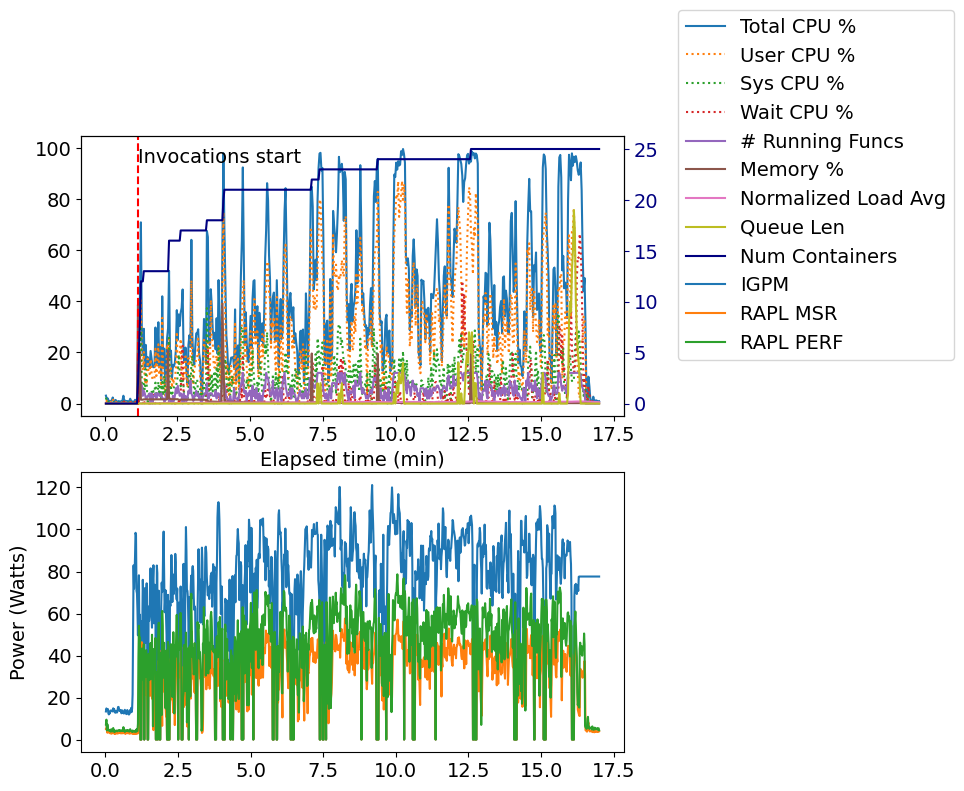 Total CPU %
User CPU %
Sys CPU %
Wait CPU %
# Running Funcs
Memory %
Normalized Load Avg
Queue Len
Num Containers
IGPM
RAPL MSR
RAPL PERF
Invocations start
100
80
60
40
20
0
25
20
15
10
5
0
0.0 2.5 5.0 7.5 10.0 12.5 15.0 17.5
Elapsed time (min)
Power (Watts)
120
100
80
60
40
20
0
0.0 2.5 5.0 7.5 10.0 12.5 15.0 17.5